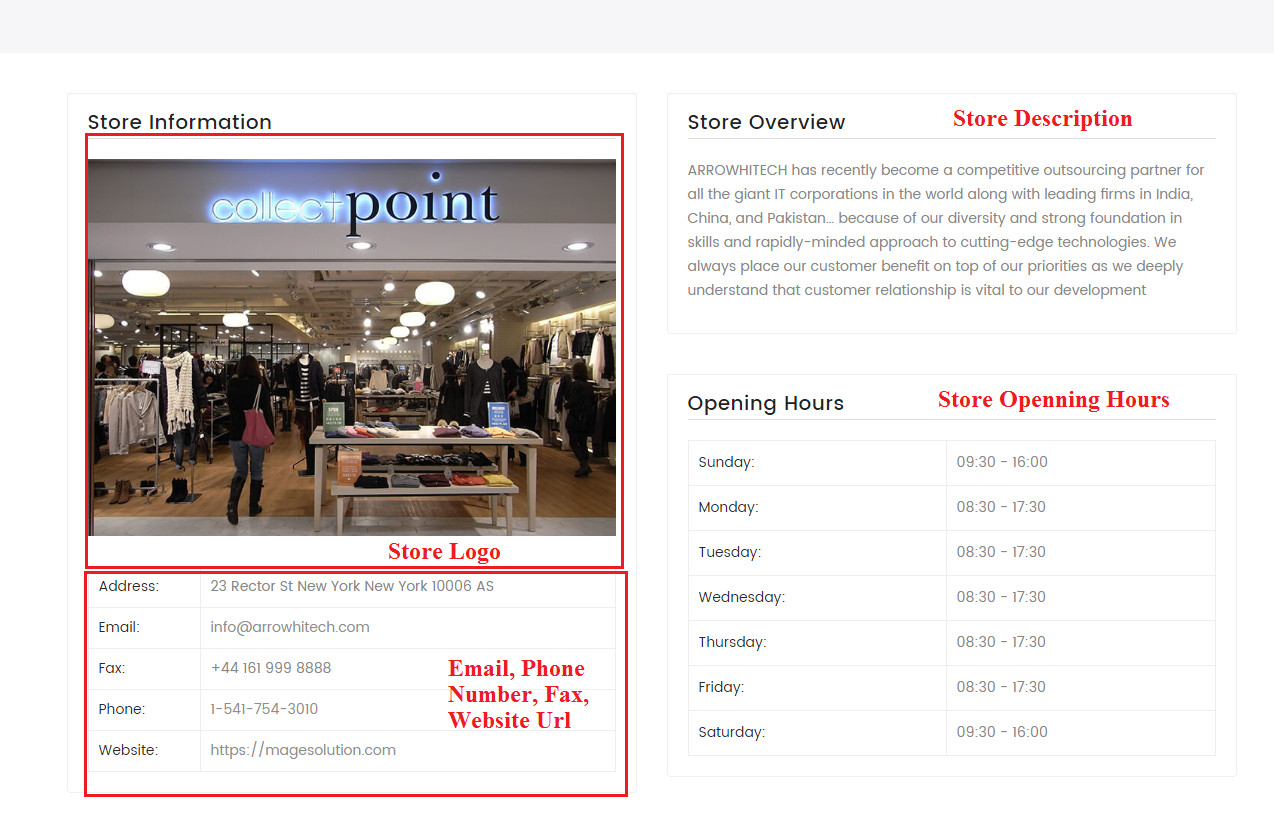 Store Information
collect point
Store Logo
Address: 23 Rector St New York New York 10006 AS
Email: info@arrowhitech.com
Fax: +44 161 999 8888
Phone: 1-541-754-3010
Website: https://magesolution.com
Email, Phone
Number, Fax,
Website Url
Store Overview
Store Description
ARROWHITECH has recently become a competitive outsourcing partner for
all the giant IT corporations in the world along with leading firms in India,
China, and Pakistan... because of our diversity and strong foundation in
skills and rapidly-minded approach to cutting-edge technologies. We
always place our customer benefit on top of our priorities as we deeply
understand that customer relationship is vital to our development
Opening Hours
Store Openning Hours
Sunday: 09:30 - 16:00
Monday: 08:30 - 17:30
Tuesday: 08:30 - 17:30
Wednesday: 08:30 - 17:30
Thursday: 08:30 - 17:30
Friday: 08:30 - 17:30
Saturday: 09:30 - 16:00